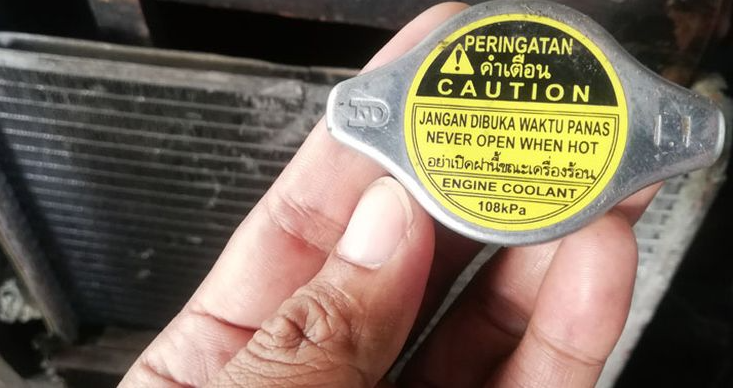 PERINGATAN
คำเตือน
CAUTION
JANGAN DIBUKA WAKTU PANAS
NEVER OPEN WHEN HOT
อย่าเปิดฝานี้ขณะเครื่องร้อน
ENGINE COOLANT
108kPa